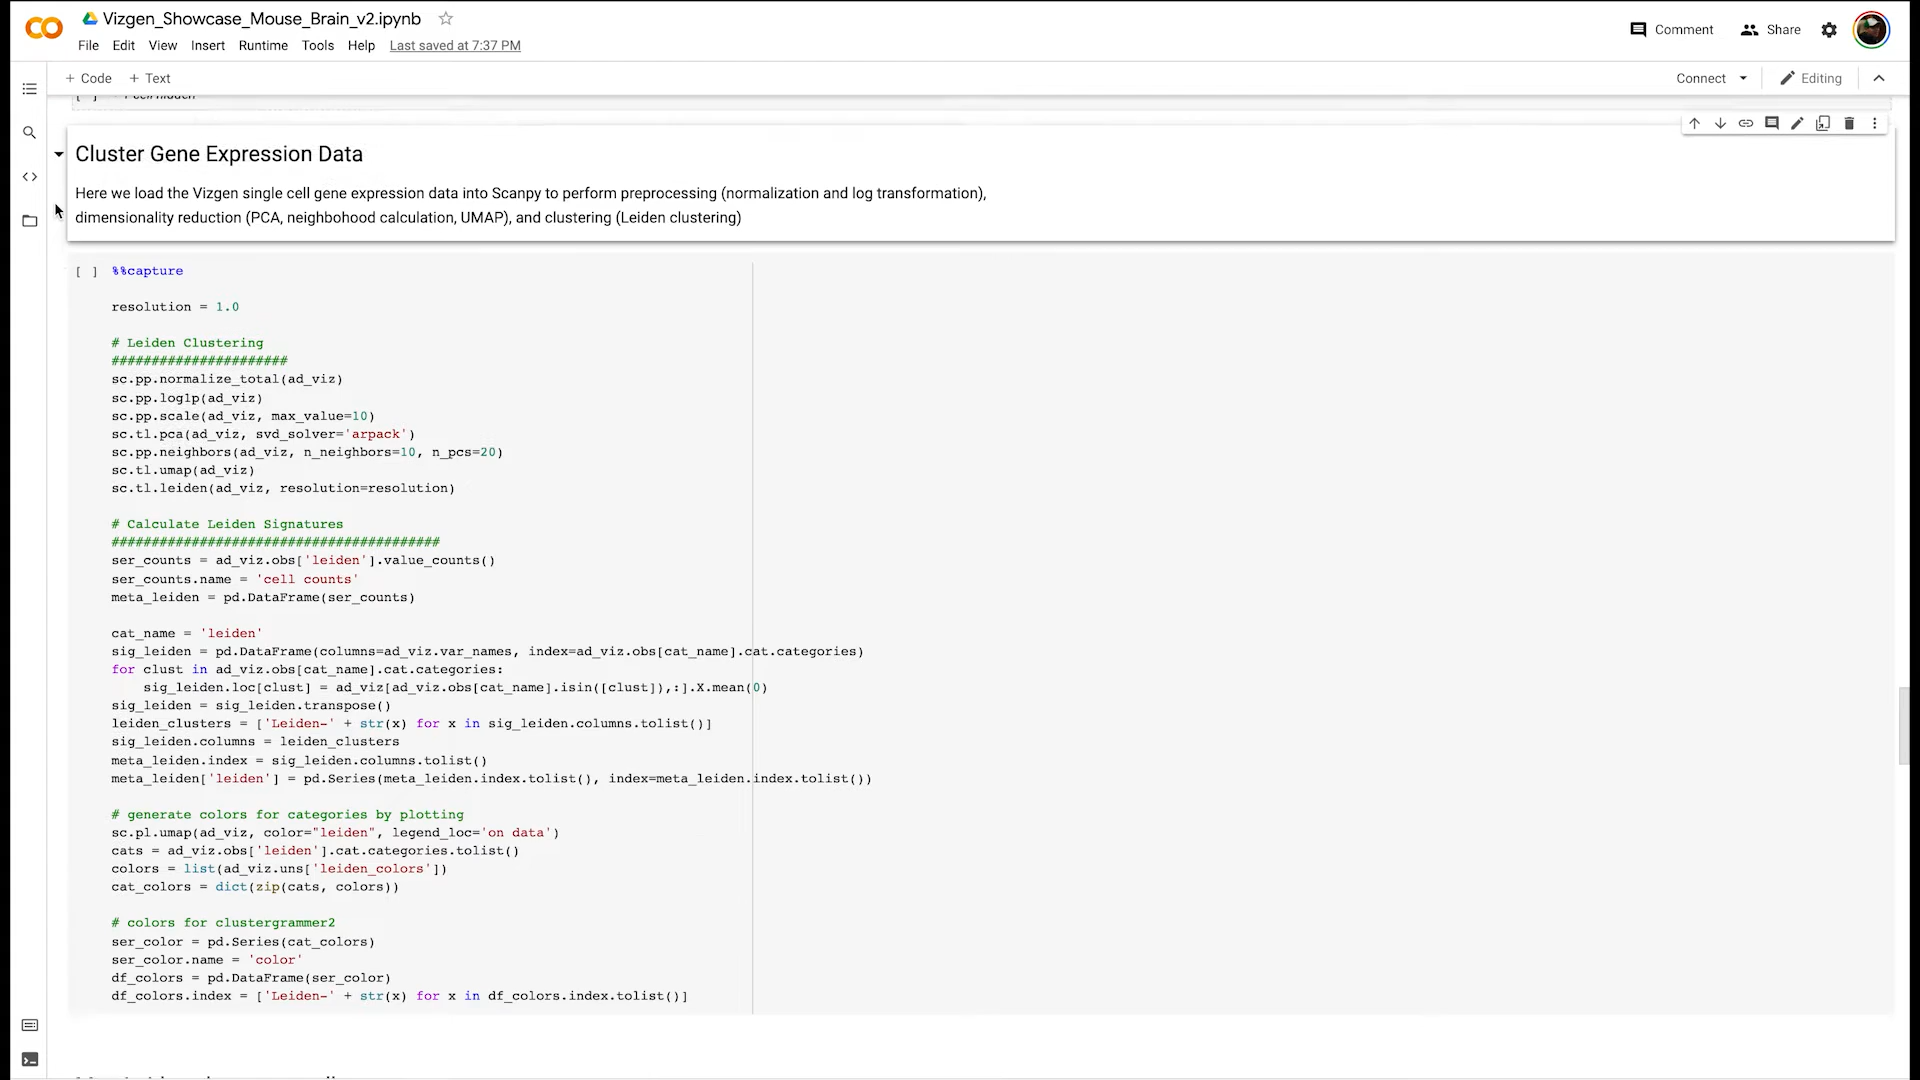 Vizgen_Showcase_Mouse_Brain_v2.ipynb
Comment
Share
File Edit View Insert Runtime Tools Help Last saved at 7:37 PM
+ Code + Text
Connect
Editing
Cluster Gene Expression Data
Here we load the Vizgen single cell gene expression data into Scanpy to perform preprocessing (normalization and log transformation),
dimensionality reduction (PCA, neighbohood calculation, UMAP), and clustering (Leiden clustering)
[ ] %%capture
resolution = 1.0
# Leiden Clustering
######################
sc.pp.normalize_total(ad_viz)
sc.pp.log1p(ad_viz)
sc.pp.scale(ad_viz, max_value=10)
sc.tl.pca(ad_viz, svd_solver='arpack')
sc.pp.neighbors(ad_viz, n_neighbors=10, n_pcs=20)
sc.tl.umap(ad_viz)
sc.tl.leiden(ad_viz, resolution=resolution)
# Calculate Leiden Signatures
#########################################
ser_counts = ad_viz.obs['leiden'].value_counts()
ser_counts.name = 'cell counts'
meta_leiden = pd.DataFrame(ser_counts)
cat_name = 'leiden'
sig_leiden = pd.DataFrame(columns=ad_viz.var_names, index=ad_viz.obs[cat_name].cat.categories)
for clust in ad_viz.obs[cat_name].cat.categories:
    sig_leiden.loc[clust] = ad_viz[ad_viz.obs[cat_name].isin([clust]),:].X.mean(0)
sig_leiden = sig_leiden.transpose()
leiden_clusters = ['Leiden-' + str(x) for x in sig_leiden.columns.tolist()]
sig_leiden.columns = leiden_clusters
meta_leiden.index = sig_leiden.columns.tolist()
meta_leiden['leiden'] = pd.Series(meta_leiden.index.tolist(), index=meta_leiden.index.tolist())
# generate colors for categories by plotting
sc.pl.umap(ad_viz, color="leiden", legend_loc='on data')
cats = ad_viz.obs['leiden'].cat.categories.tolist()
colors = list(ad_viz.uns['leiden_colors'])
cat_colors = dict(zip(cats, colors))
# colors for clustergrammer2
ser_color = pd.Series(cat_colors)
ser_color.name = 'color'
df_colors = pd.DataFrame(ser_color)
df_colors.index = ['Leiden-' + str(x) for x in df_colors.index.tolist()]